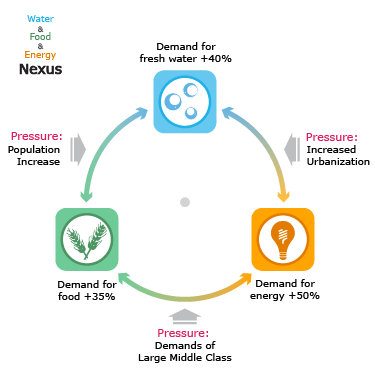 Water
&
Food
&
Energy
Nexus
Demand for
fresh water +40%
Pressure:
Population
Increase
Pressure:
Increased
Urbanization
Demand for
food +35%
Demand for
energy +50%
Pressure:
Demands of
Large Middle Class